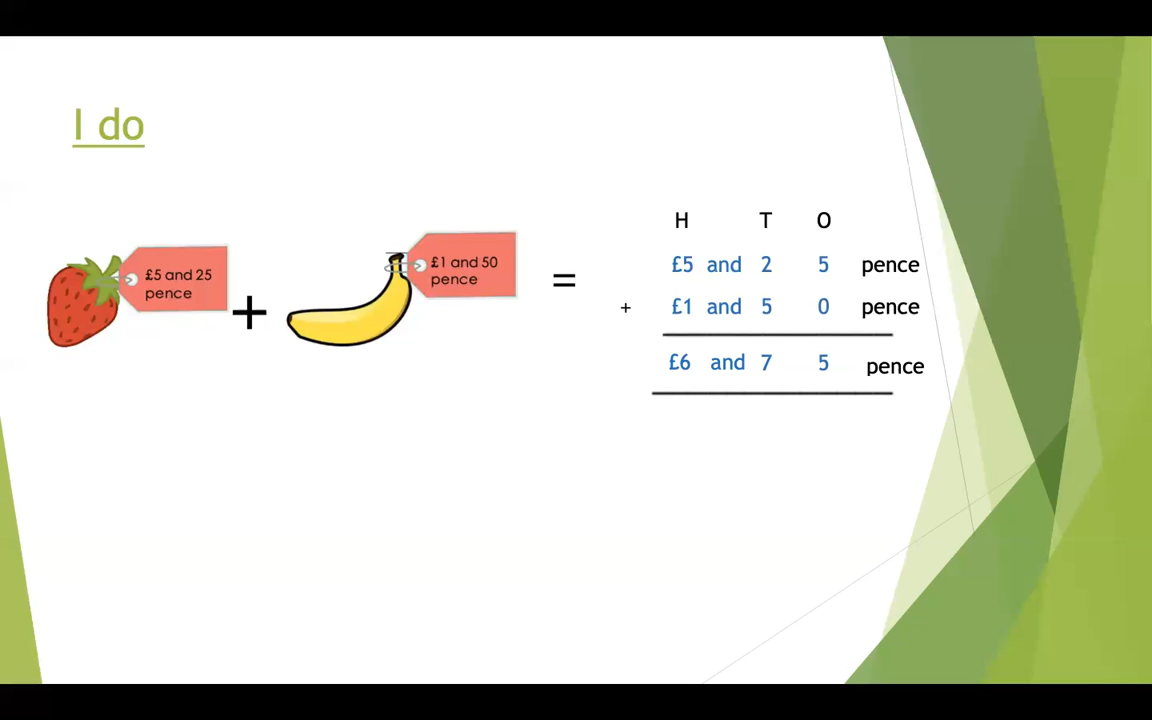 I do
£5 and 25
pence
+
£1 and 50
pence
=
H T O
£5 and 2 5 pence
+ £1 and 5 0 pence
£6 and 7 5 pence